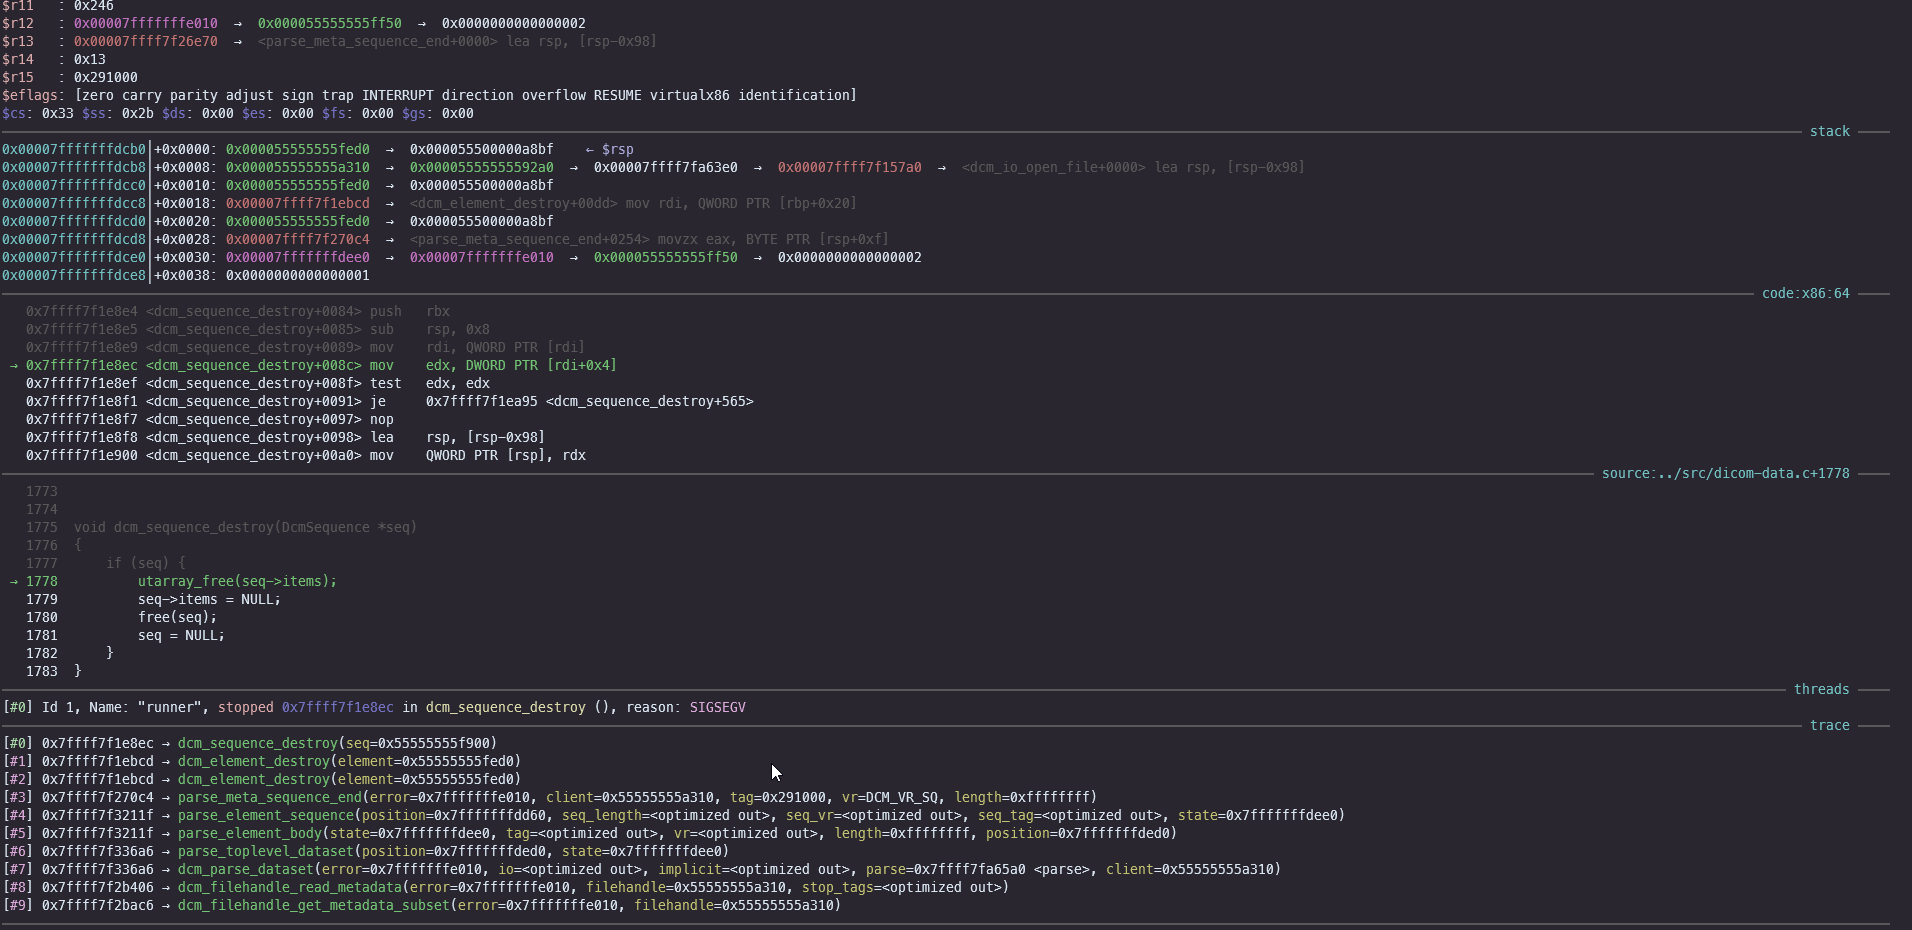 $r11   : 0x246
$r12   : 0x00007fffffffe010  →  0x000055555555ff50  →  0x0000000000000002
$r13   : 0x00007ffff7f26e70  →  <parse_meta_sequence_end+0000> lea rsp, [rsp-0x98]
$r14   : 0x13
$r15   : 0x291000
$eflags: [zero carry parity adjust sign trap INTERRUPT direction overflow RESUME virtualx86 identification]
$cs: 0x33 $ss: 0x2b $ds: 0x00 $es: 0x00 $fs: 0x00 $gs: 0x00
stack
0x00007fffffffdcb0│+0x0000: 0x000055555555fed0  →  0x000055500000a8bf    ← $rsp
0x00007fffffffdcb8│+0x0008: 0x000055555555a310  →  0x00005555555592a0  →  0x00007ffff7fa63e0  →  0x00007ffff7f157a0  →  <dcm_io_open_file+0000> lea rsp, [rsp-0x98]
0x00007fffffffdcc0│+0x0010: 0x000055555555fed0  →  0x000055500000a8bf
0x00007fffffffdcc8│+0x0018: 0x00007ffff7f1ebcd  →  <dcm_element_destroy+00dd> mov rdi, QWORD PTR [rbp+0x20]
0x00007fffffffdcd0│+0x0020: 0x000055555555fed0  →  0x000055500000a8bf
0x00007fffffffdcd8│+0x0028: 0x00007ffff7f270c4  →  <parse_meta_sequence_end+0254> movzx eax, BYTE PTR [rsp+0xf]
0x00007fffffffdce0│+0x0030: 0x00007fffffffdee0  →  0x00007fffffffe010  →  0x000055555555ff50  →  0x0000000000000002
0x00007fffffffdce8│+0x0038: 0x0000000000000001
code:x86:64
0x7ffff7f1e8e4 <dcm_sequence_destroy+0084> push   rbx
0x7ffff7f1e8e5 <dcm_sequence_destroy+0085> sub    rsp, 0x8
0x7ffff7f1e8e9 <dcm_sequence_destroy+0089> mov    rdi, QWORD PTR [rdi]
→ 0x7ffff7f1e8ec <dcm_sequence_destroy+008c> mov    edx, DWORD PTR [rdi+0x4]
0x7ffff7f1e8ef <dcm_sequence_destroy+008f> test   edx, edx
0x7ffff7f1e8f1 <dcm_sequence_destroy+0091> je     0x7ffff7f1ea95 <dcm_sequence_destroy+565>
0x7ffff7f1e8f7 <dcm_sequence_destroy+0097> nop
0x7ffff7f1e8f8 <dcm_sequence_destroy+0098> lea    rsp, [rsp-0x98]
0x7ffff7f1e900 <dcm_sequence_destroy+00a0> mov    QWORD PTR [rsp], rdx
source:../src/dicom-data.c+1778
1773
1774
1775  void dcm_sequence_destroy(DcmSequence *seq)
1776  {
1777      if (seq) {
→ 1778          utarray_free(seq->items);
1779          seq->items = NULL;
1780          free(seq);
1781          seq = NULL;
1782      }
1783  }
threads
[#0] Id 1, Name: "runner", stopped 0x7ffff7f1e8ec in dcm_sequence_destroy (), reason: SIGSEGV
trace
[#0] 0x7ffff7f1e8ec → dcm_sequence_destroy(seq=0x55555555f900)
[#1] 0x7ffff7f1ebcd → dcm_element_destroy(element=0x55555555fed0)
[#2] 0x7ffff7f1ebcd → dcm_element_destroy(element=0x55555555fed0)
[#3] 0x7ffff7f270c4 → parse_meta_sequence_end(error=0x7fffffffe010, client=0x55555555a310, tag=0x291000, vr=DCM_VR_SQ, length=0xffffffff)
[#4] 0x7ffff7f3211f → parse_element_sequence(position=0x7fffffffdd60, seq_length=<optimized out>, seq_vr=<optimized out>, seq_tag=<optimized out>, state=0x7fffffffdee0)
[#5] 0x7ffff7f3211f → parse_element_body(state=0x7fffffffdee0, tag=<optimized out>, vr=<optimized out>, length=0xffffffff, position=0x7fffffffded0)
[#6] 0x7ffff7f336a6 → parse_toplevel_dataset(position=0x7fffffffded0, state=0x7fffffffdee0)
[#7] 0x7ffff7f336a6 → dcm_parse_dataset(error=0x7fffffffe010, io=<optimized out>, implicit=<optimized out>, parse=0x7ffff7fa65a0 <parse>, client=0x55555555a310)
[#8] 0x7ffff7f2b406 → dcm_filehandle_read_metadata(error=0x7fffffffe010, filehandle=0x55555555a310, stop_tags=<optimized out>)
[#9] 0x7ffff7f2bac6 → dcm_filehandle_get_metadata_subset(error=0x7fffffffe010, filehandle=0x55555555a310)